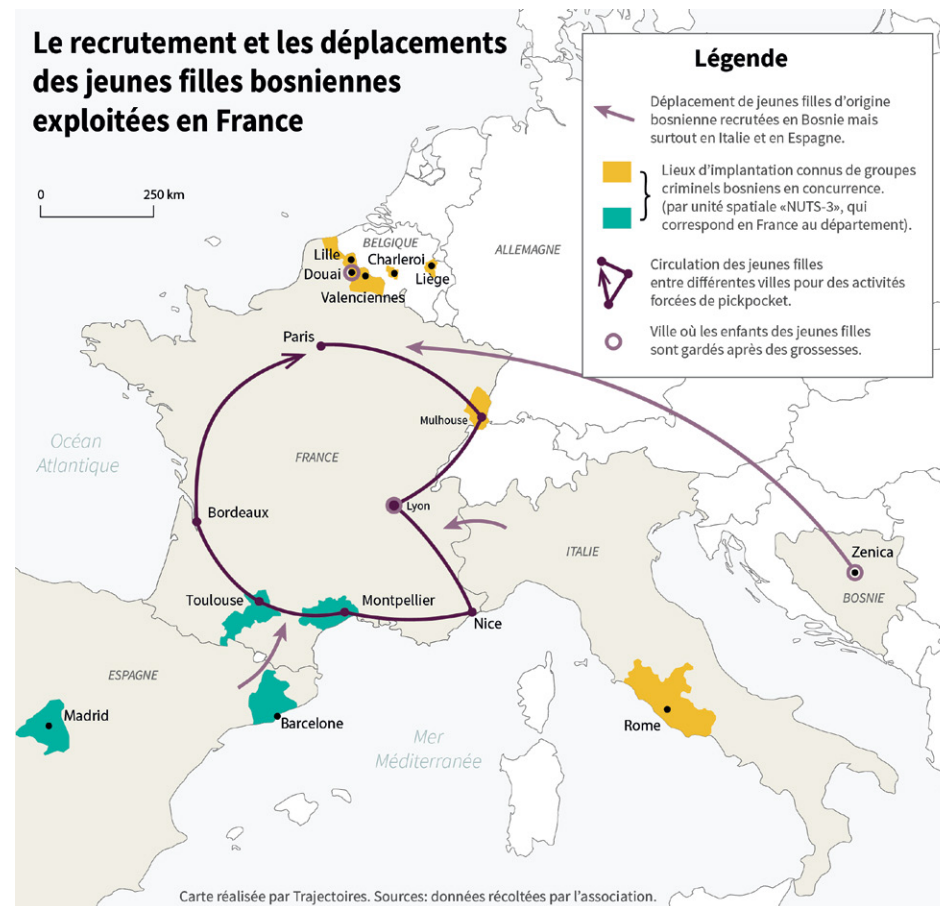 Le recrutement et les déplacements
des jeunes filles bosniennes
exploitées en France
0
250 km
Légende
Déplacement de jeunes filles d'origine
bosnienne recrutées en Bosnie mais
surtout en Italie et en Espagne.
Lieux d'implantation connus de groupes
criminels bosniens en concurrence.
(par unité spatiale «NUTS-3», qui
correspond en France au département).
Circulation des jeunes filles
entre différentes villes pour des activités
forcées de pickpocket.
Ville où les enfants des jeunes filles
sont gardés après des grossesses.
BELGIQUE
ALLEMAGNE
Lille
Charleroi
Douai
Liège
Valenciennes
Paris
Mulhouse
Océan
Atlantique
FRANCE
Lyon
Bordeaux
ITALIE
Zenica
BOSNIE
Toulouse
Montpellier
Nice
ESPAGNE
Madrid
Barcelone
Rome
Mer
Méditerranée
Carte réalisée par Trajectoires. Sources: données récoltées par l'association.